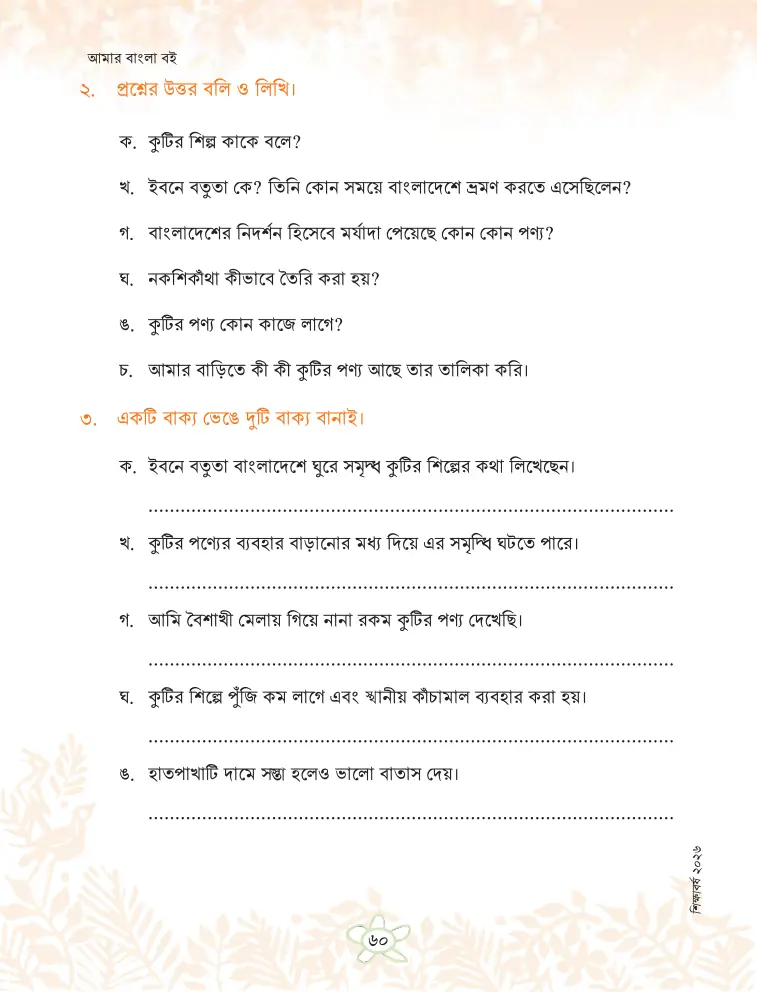 আমার বাংলা বই
২. প্রশ্নের উত্তর বলি ও লিখি।
ক. কুটির শিল্প কাকে বলে?
খ. ইবনে বতুতা কে? তিনি কোন সময়ে বাংলাদেশে ভ্রমণ করতে এসেছিলেন?
গ. বাংলাদেশের নিদর্শন হিসেবে মর্যাদা পেয়েছে কোন কোন পণ্য?
ঘ. নকশিকাঁথা কীভাবে তৈরি করা হয়?
ঙ. কুটির পণ্য কোন কাজে লাগে?
চ. আমার বাড়িতে কী কী কুটির পণ্য আছে তার তালিকা করি।
৩. একটি বাক্য ভেঙে দুটি বাক্য বানাই।
ক. ইবনে বতুতা বাংলাদেশে ঘুরে সমৃদ্ধ কুটির শিল্পের কথা লিখেছেন।
....................................................................................................
খ. কুটির পণ্যের ব্যবহার বাড়ানোর মধ্য দিয়ে এর সমৃদ্ধি ঘটতে পারে।
....................................................................................................
গ. আমি বৈশাখী মেলায় গিয়ে নানা রকম কুটির পণ্য দেখেছি।
....................................................................................................
ঘ. কুটির শিল্পে পুঁজি কম লাগে এবং স্থানীয় কাঁচামাল ব্যবহার করা হয়।
....................................................................................................
ঙ. হাতপাখাটি দামে সস্তা হলেও ভালো বাতাস দেয়।
....................................................................................................
শিক্ষাবর্ষ ২০২৬
৬০